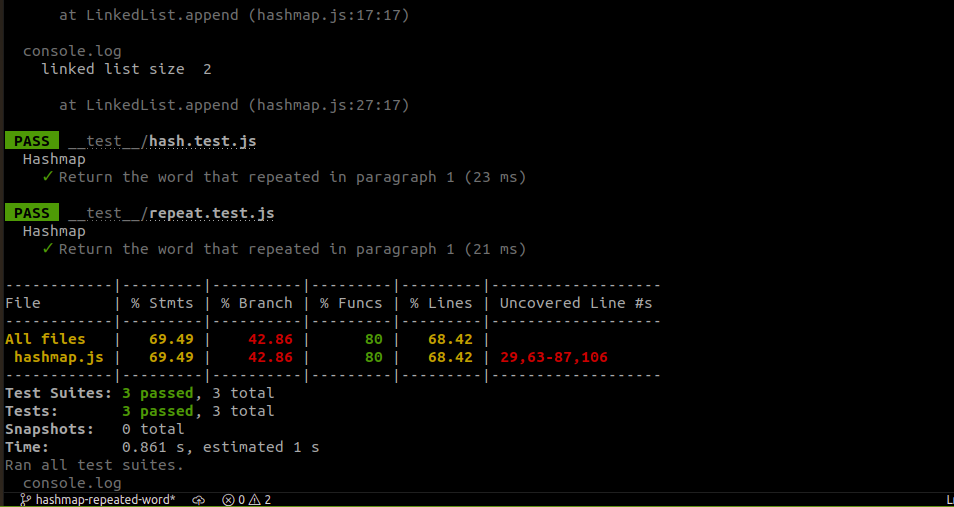 at LinkedList.append (hashmap.js:17:17)
console.log
linked list size  2
at LinkedList.append (hashmap.js:27:17)
PASS  __test__/hash.test.js
Hashmap
✓ Return the word that repeated in paragraph 1 (23 ms)
PASS  __test__/repeat.test.js
Hashmap
✓ Return the word that repeated in paragraph 1 (21 ms)
------------|---------|----------|---------|---------|-------------------
File        | % Stmts | % Branch | % Funcs | % Lines | Uncovered Line #s
------------|---------|----------|---------|---------|-------------------
All files   |   69.49 |    42.86 |      80 |   68.42 |
 hashmap.js |   69.49 |    42.86 |      80 |   68.42 | 29,63-87,106
------------|---------|----------|---------|---------|-------------------
Test Suites: 3 passed, 3 total
Tests:       3 passed, 3 total
Snapshots:   0 total
Time:        0.861 s, estimated 1 s
Ran all test suites.
console.log
hashmap-repeated-word* 0 2